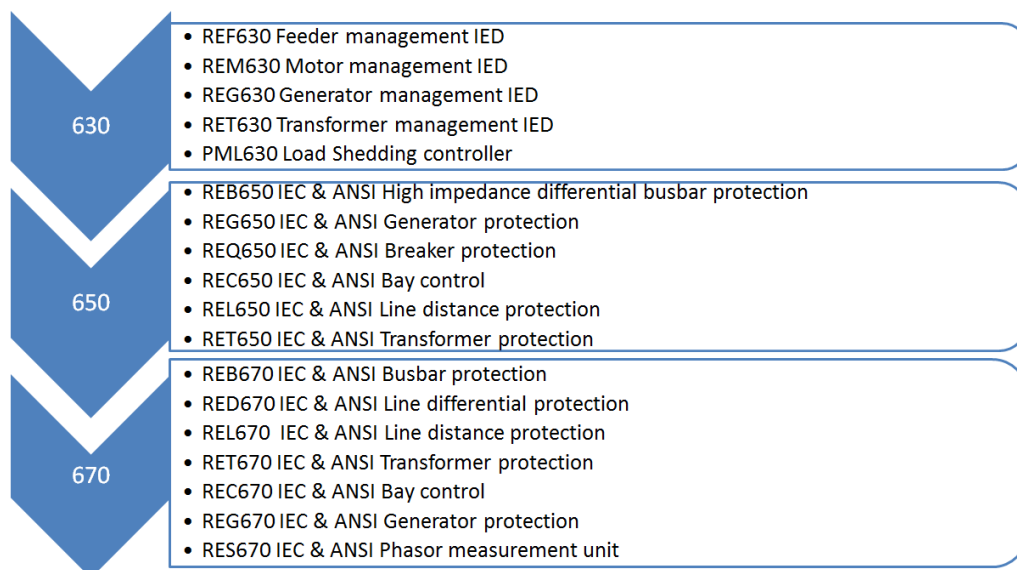 630
• REF630 Feeder management IED
• REM630 Motor management IED
• REG630 Generator management IED
• RET630 Transformer management IED
• PML630 Load Shedding controller
650
• REB650 IEC & ANSI High impedance differential busbar protection
• REG650 IEC & ANSI Generator protection
• REQ650 IEC & ANSI Breaker protection
• REC650 IEC & ANSI Bay control
• REL650 IEC & ANSI Line distance protection
• RET650 IEC & ANSI Transformer protection
670
• REB670 IEC & ANSI Busbar protection
• RED670 IEC & ANSI Line differential protection
• REL670 IEC & ANSI Line distance protection
• RET670 IEC & ANSI Transformer protection
• REC670 IEC & ANSI Bay control
• REG670 IEC & ANSI Generator protection
• RES670 IEC & ANSI Phasor measurement unit